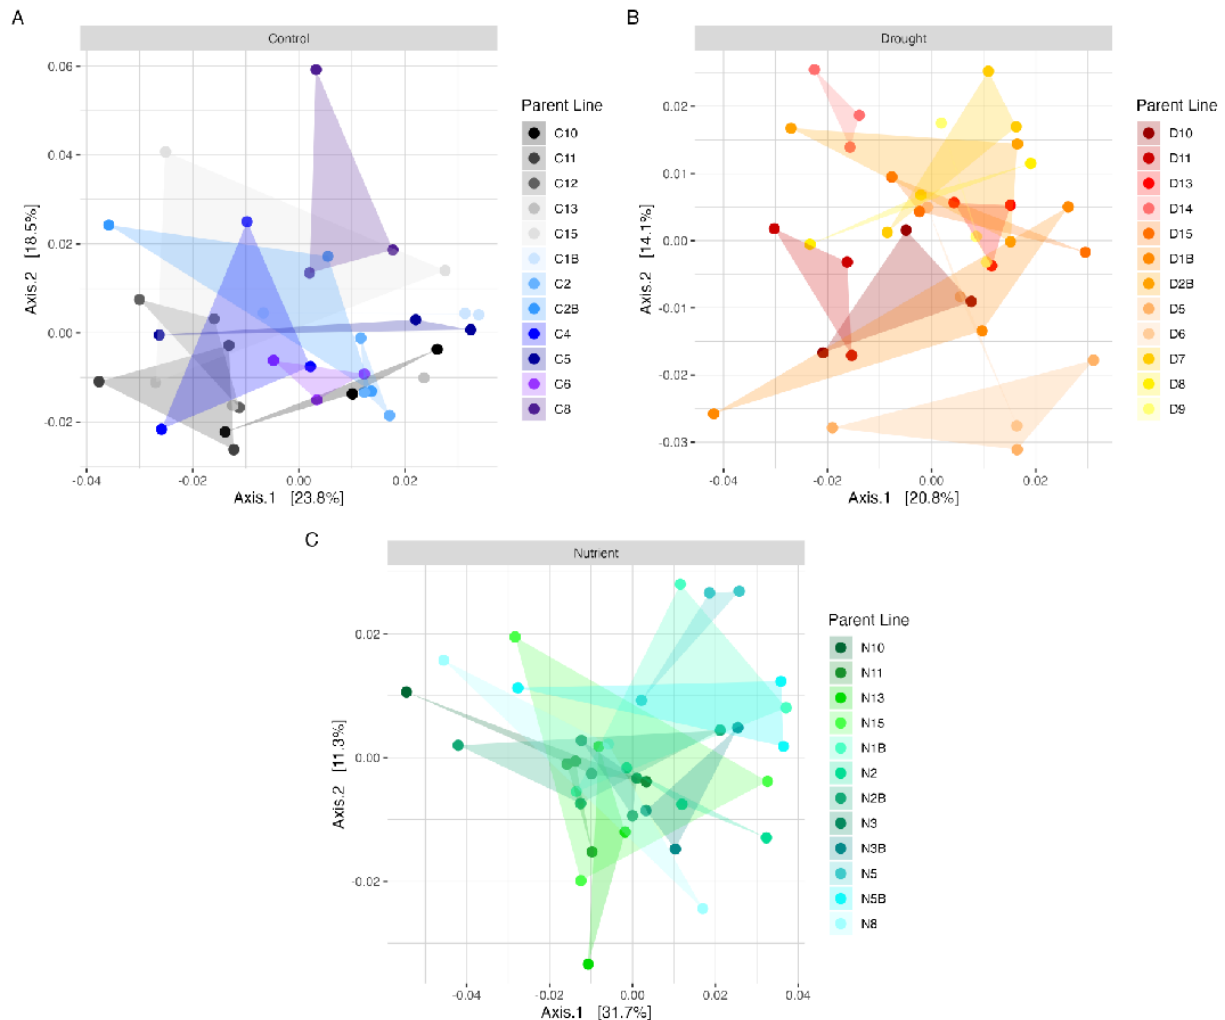 A
Control
0.06
0.04
0.02
0.00
-0.02
Axis.2 [18.5%]
-0.04
-0.02
0.00
0.02
Axis.1 [23.8%]
Parent Line
C10
C11
C12
C13
C15
C1B
C2
C2B
C4
C5
C6
C8
B
Drought
0.02
0.01
0.00
-0.01
-0.02
-0.03
Axis.2 [14.1%]
-0.04
-0.02
0.00
0.02
Axis.1 [20.8%]
Parent Line
D10
D11
D13
D14
D15
D1B
D2B
D5
D6
D7
D8
D9
C
Nutrient
0.02
0.00
-0.02
Axis.2 [11.3%]
-0.04
-0.02
0.00
0.02
0.04
Axis.1 [31.7%]
Parent Line
N10
N11
N13
N15
N1B
N2
N2B
N3
N3B
N5
N5B
N8